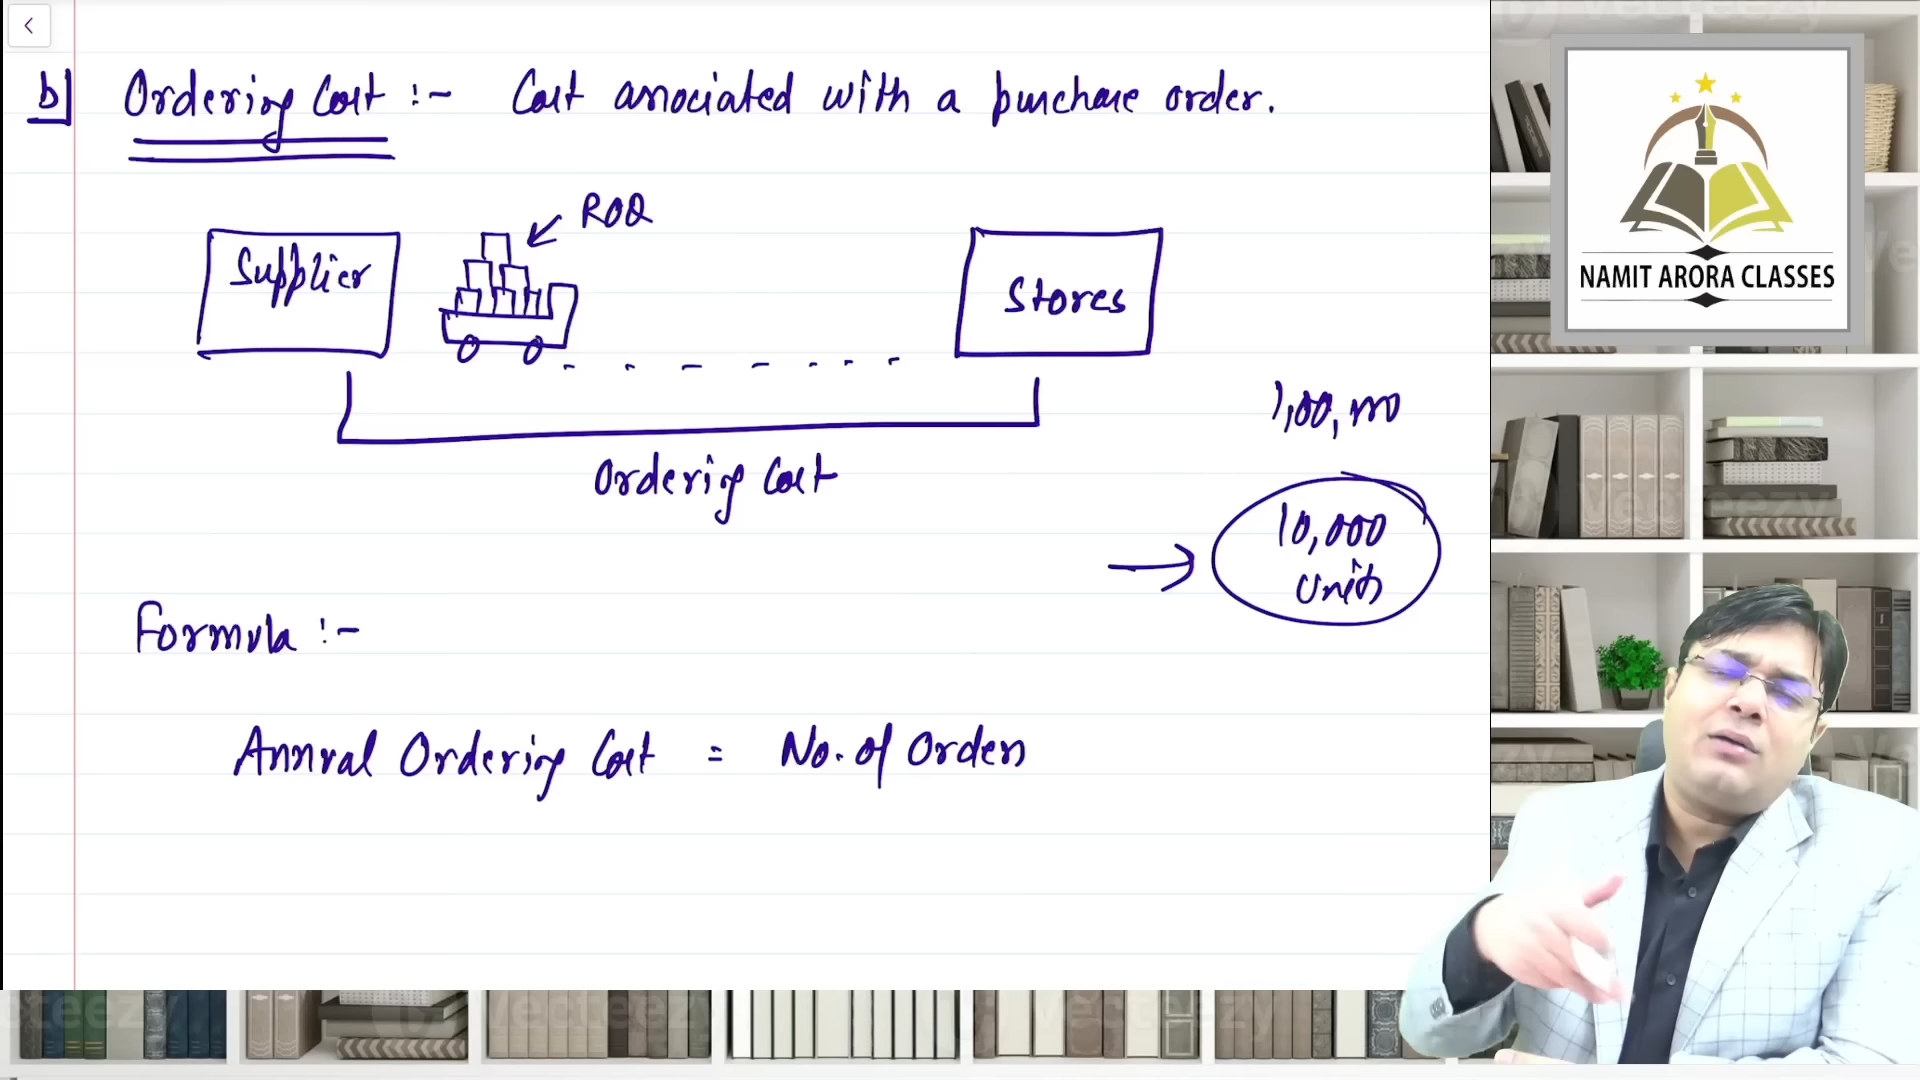 b] Ordering Cost :- Cost associated with a purchase order.
ROQ
Supplier
Stores
1,00,000
Ordering Cost
10,000
Units
Formula :-
Annual Ordering Cost = No. of Orders
NAMIT ARORA CLASSES